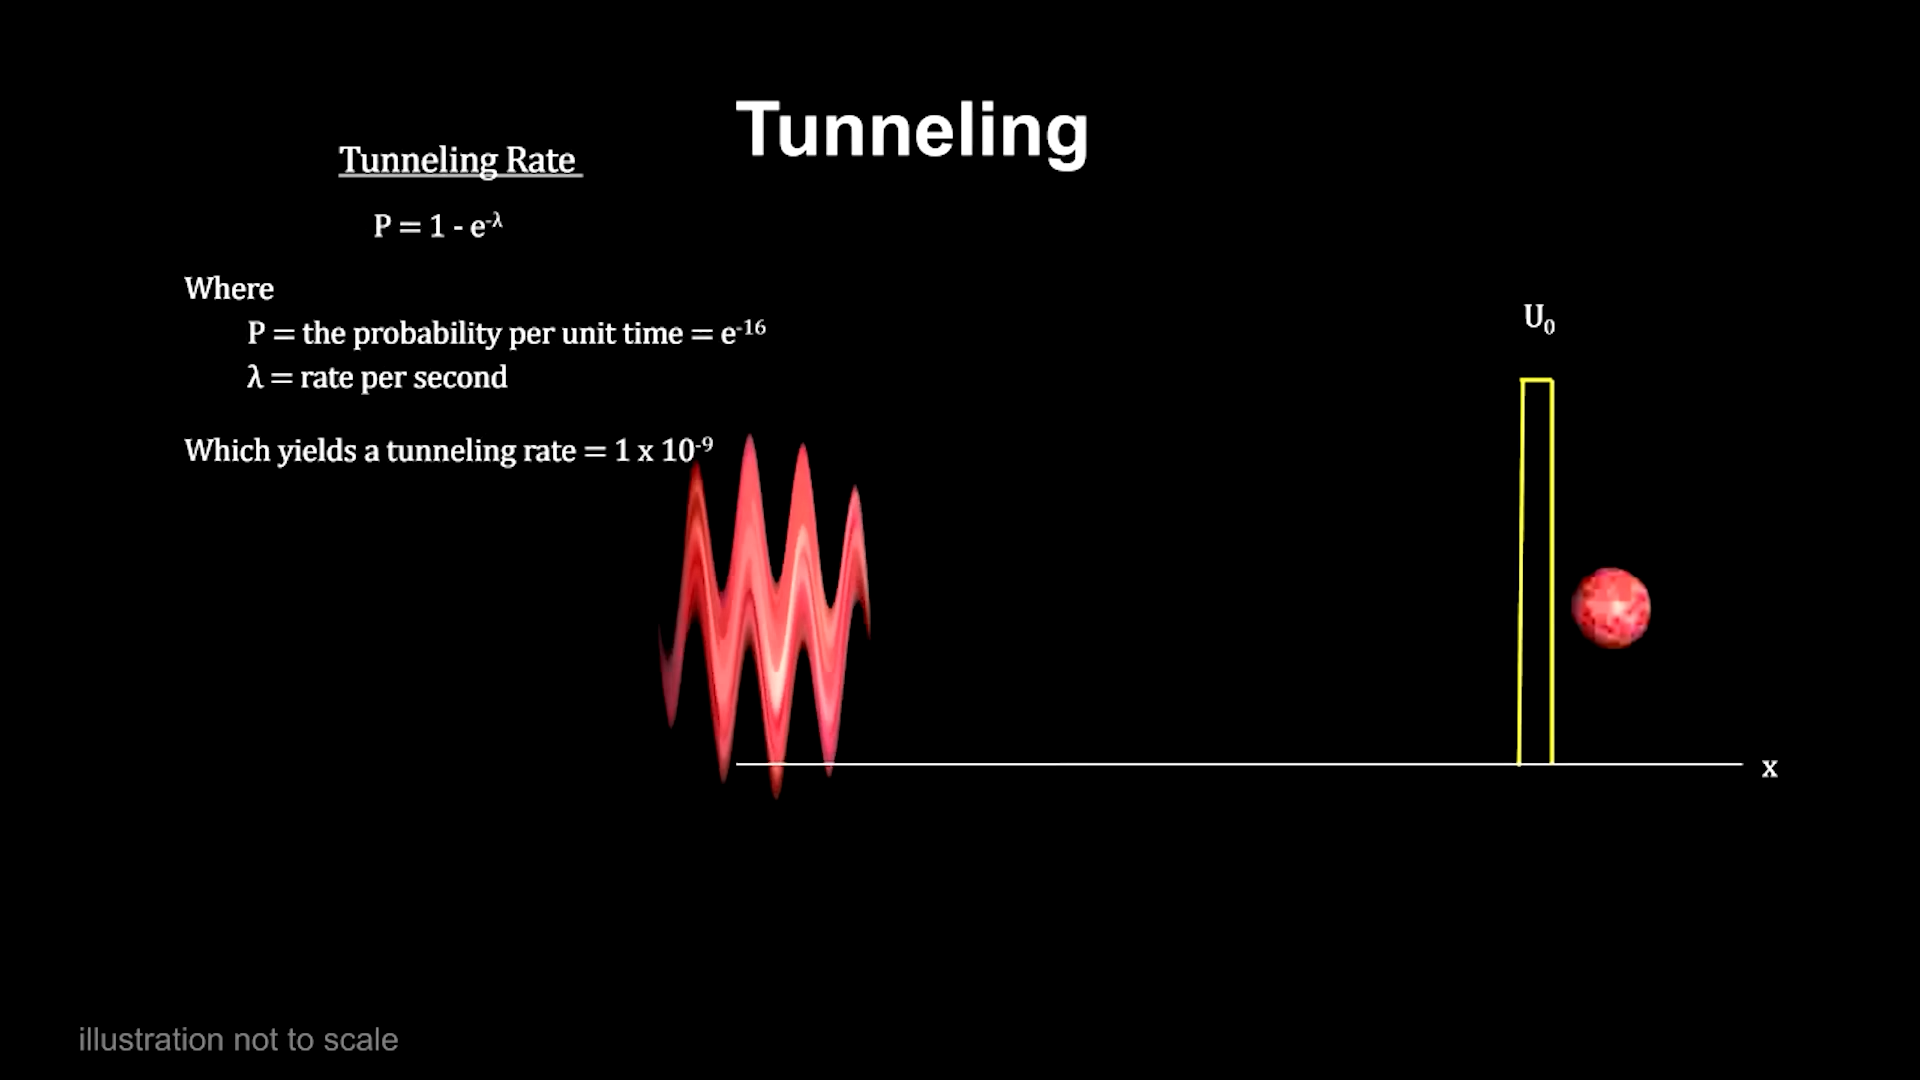 Tunneling
Tunneling Rate
P = 1 - e^-λ
Where
P = the probability per unit time = e^-16
λ = rate per second
Which yields a tunneling rate = 1 x 10^-9
U₀
x
illustration not to scale